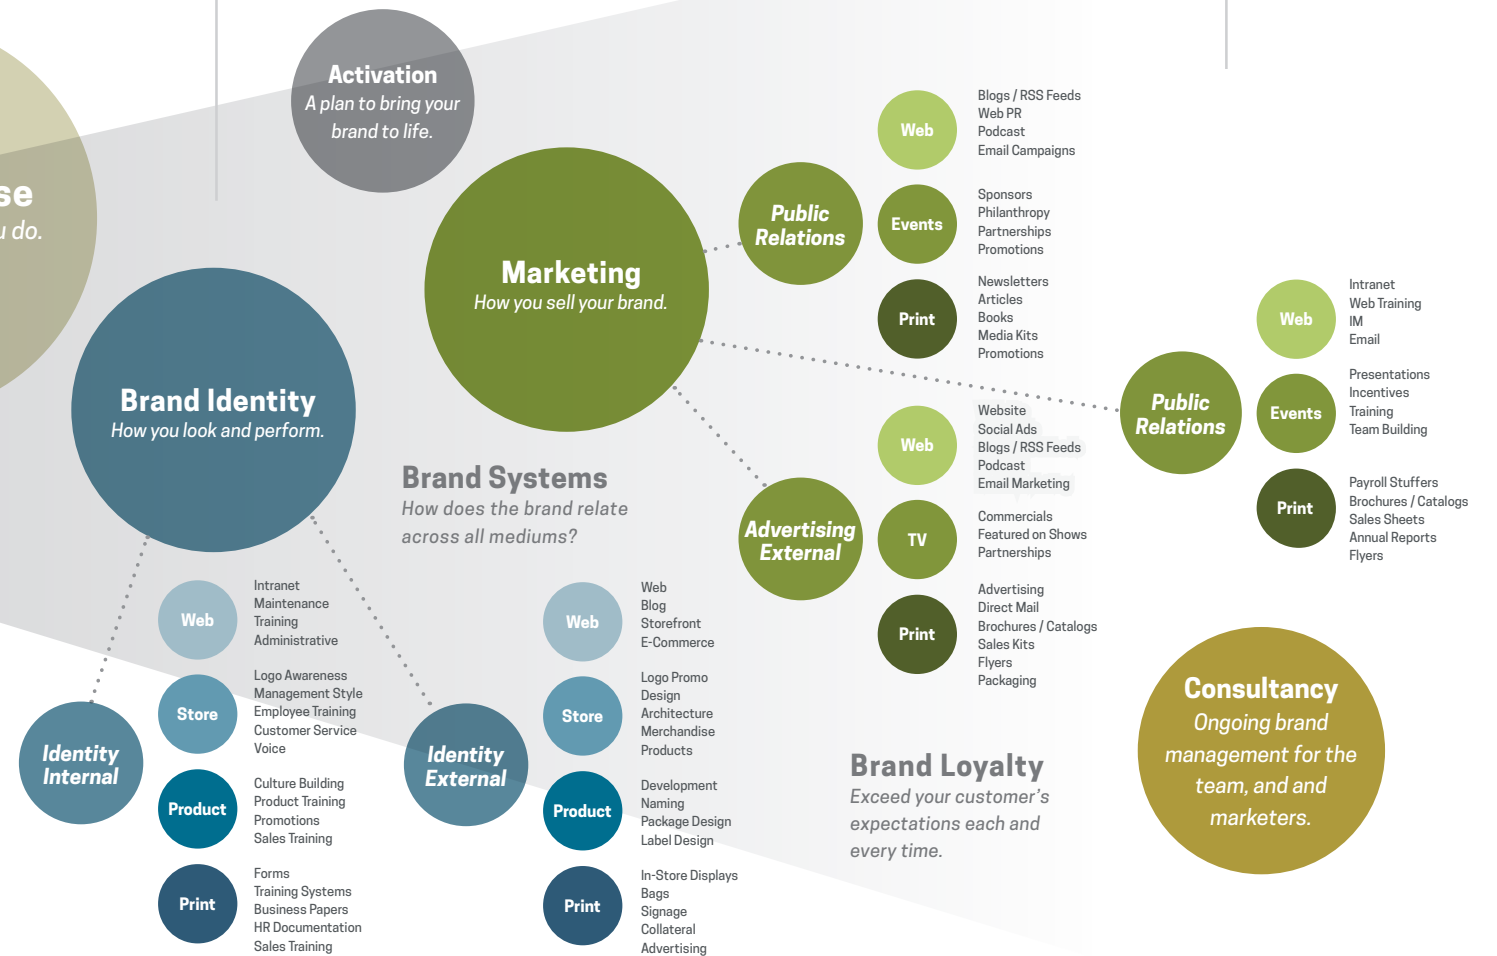 se
u do.
Activation
A plan to bring your
brand to life.
Brand Identity
How you look and perform.
Marketing
How you sell your brand.
Brand Systems
How does the brand relate
across all mediums?
Public
Relations
Web
Blogs / RSS Feeds
Web PR
Podcast
Email Campaigns
Events
Sponsors
Philanthropy
Partnerships
Promotions
Print
Newsletters
Articles
Books
Media Kits
Promotions
Advertising
External
Web
Website
Social Ads
Blogs / RSS Feeds
Podcast
Email Marketing
TV
Commercials
Featured on Shows
Partnerships
Print
Advertising
Direct Mail
Brochures / Catalogs
Sales Kits
Flyers
Packaging
Public
Relations
Web
Intranet
Web Training
IM
Email
Events
Presentations
Incentives
Training
Team Building
Print
Payroll Stuffers
Brochures / Catalogs
Sales Sheets
Annual Reports
Flyers
Identity
Internal
Web
Intranet
Maintenance
Training
Administrative
Store
Logo Awareness
Management Style
Employee Training
Customer Service
Voice
Product
Culture Building
Product Training
Promotions
Sales Training
Print
Forms
Training Systems
Business Papers
HR Documentation
Sales Training
Identity
External
Web
Web
Blog
Storefront
E-Commerce
Store
Logo Promo
Design
Architecture
Merchandise
Products
Product
Development
Naming
Package Design
Label Design
Print
In-Store Displays
Bags
Signage
Collateral
Advertising
Brand Loyalty
Exceed your customer's
expectations each and
every time.
Consultancy
Ongoing brand
management for the
team, and and
marketers.